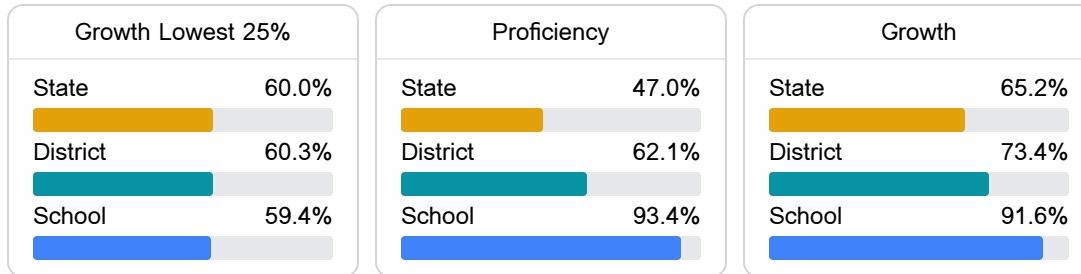 Growth Lowest 25%
State 60.0%
District 60.3%
School 59.4%
Proficiency
State 47.0%
District 62.1%
School 93.4%
Growth
State 65.2%
District 73.4%
School 91.6%